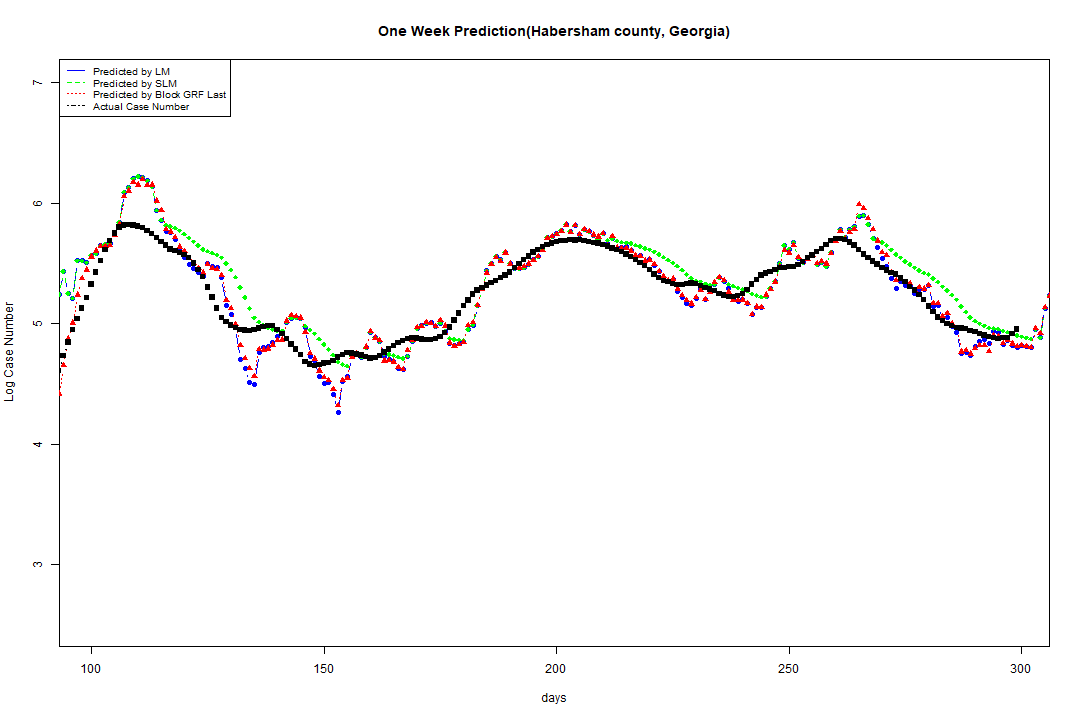 One Week Prediction(Habersham county, Georgia)
Predicted by LM
Predicted by SLM
Predicted by Block GRF Last
Actual Case Number
7
6
5
4
3
Log Case Number
100 150 200 250 300
days